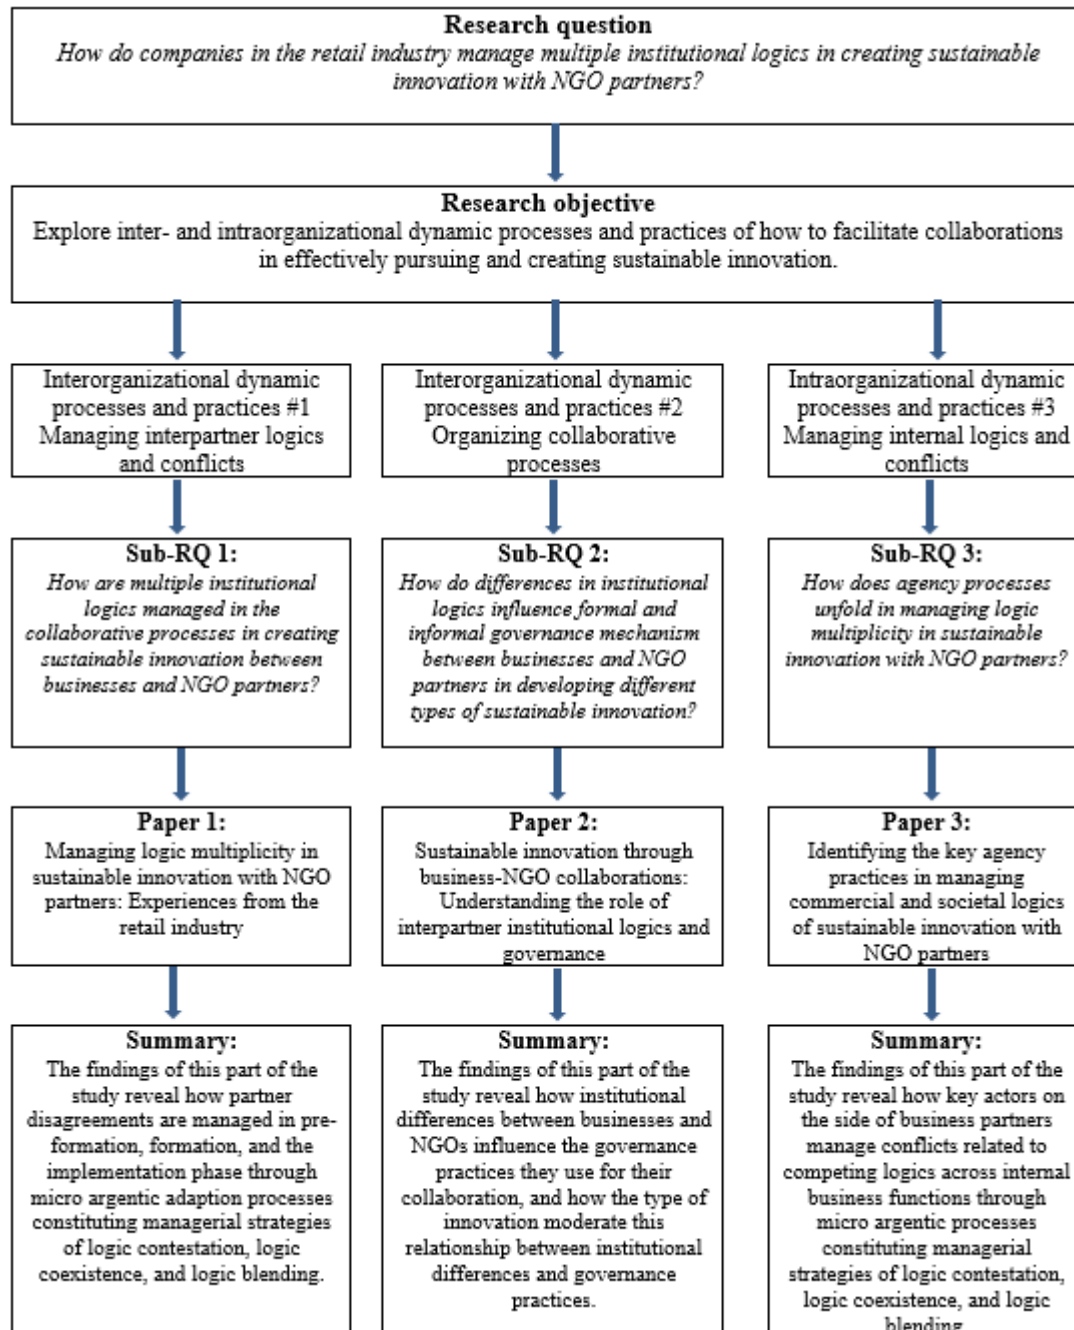 Research question
How do companies in the retail industry manage multiple institutional logics in creating sustainable
innovation with NGO partners?
Research objective
Explore inter- and intraorganizational dynamic processes and practices of how to facilitate collaborations
in effectively pursuing and creating sustainable innovation.
Interorganizational dynamic
processes and practices #1
Managing interpartner logics
and conflicts
Interorganizational dynamic
processes and practices #2
Organizing collaborative
processes
Intraorganizational dynamic
processes and practices #3
Managing internal logics and
conflicts
Sub-RQ 1:
How are multiple institutional
logics managed in the
collaborative processes in creating
sustainable innovation between
businesses and NGO partners?
Sub-RQ 2:
How do differences in institutional
logics influence formal and
informal governance mechanism
between businesses and NGO
partners in developing different
types of sustainable innovation?
Sub-RQ 3:
How does agency processes
unfold in managing logic
multiplicity in sustainable
innovation with NGO partners?
Paper 1:
Managing logic multiplicity in
sustainable innovation with NGO
partners: Experiences from the
retail industry
Paper 2:
Sustainable innovation through
business-NGO collaborations:
Understanding the role of
interpartner institutional logics and
governance
Paper 3:
Identifying the key agency
practices in managing
commercial and societal logics
of sustainable innovation with
NGO partners
Summary:
The findings of this part of the
study reveal how partner
disagreements are managed in pre-
formation, formation, and the
implementation phase through
micro argentic adaption processes
constituting managerial strategies
of logic contestation, logic
coexistence, and logic blending.
Summary:
The findings of this part of the
study reveal how institutional
differences between businesses and
NGOs influence the governance
practices they use for their
collaboration, and how the type of
innovation moderate this
relationship between institutional
differences and governance
practices.
Summary:
The findings of this part of the
study reveal how key actors on
the side of business partners
manage conflicts related to
competing logics across internal
business functions through
micro argentic processes
constituting managerial
strategies of logic contestation,
logic coexistence, and logic
blending